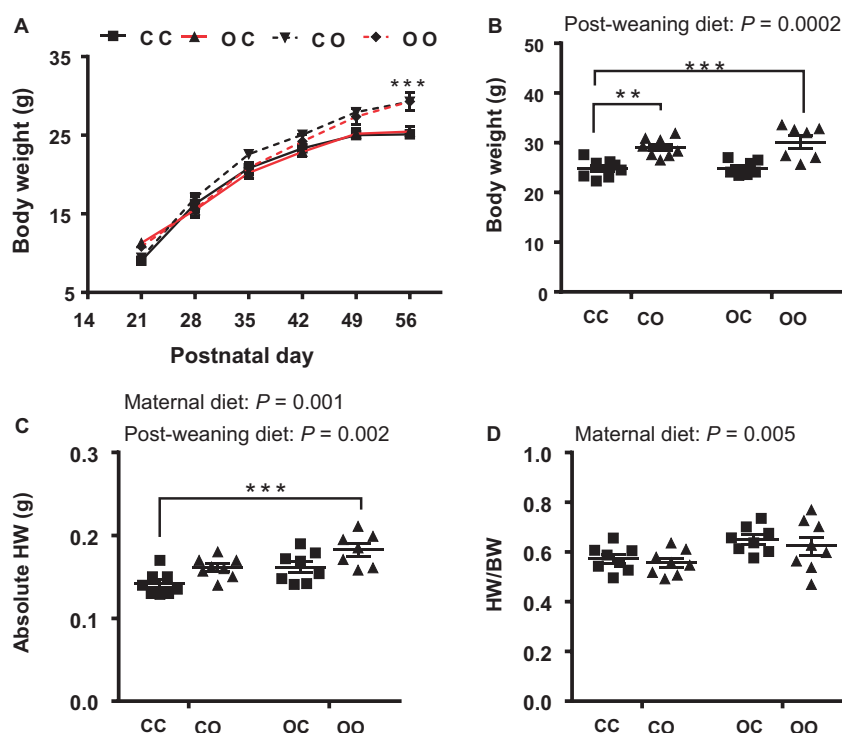 A
CC OC CO OO
Body weight (g)
35
25
15
5
***
14 21 28 35 42 49 56
Postnatal day
B
Post-weaning diet: P = 0.0002
Body weight (g)
50
40
30
20
10
0
***
**
CC CO OC OO
C
Maternal diet: P = 0.001
Post-weaning diet: P = 0.002
Absolute HW (g)
0.3
0.2
0.1
0.0
***
CC CO OC OO
D
Maternal diet: P = 0.005
HW/BW
1.0
0.8
0.6
0.4
0.2
0.0
CC CO OC OO